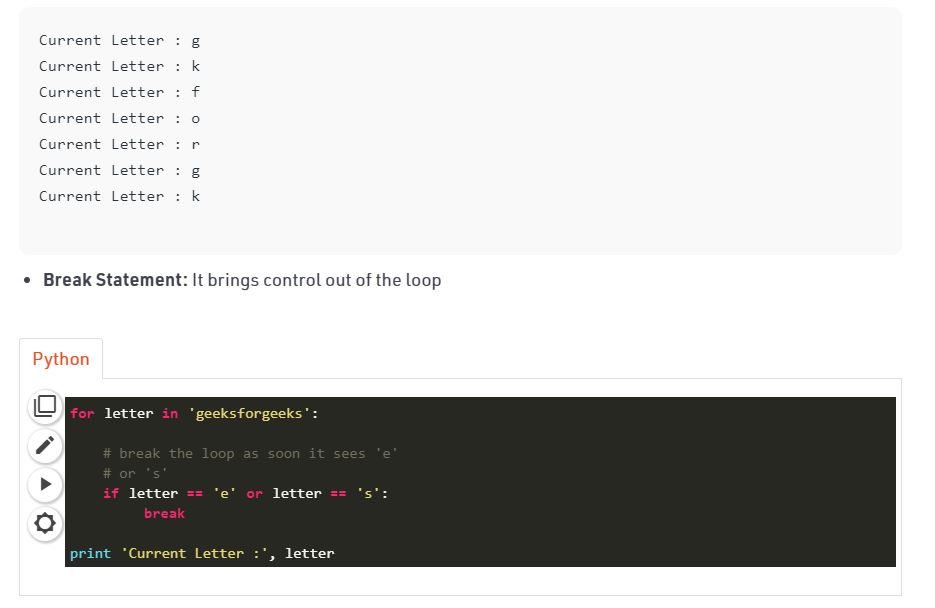 Current Letter : g
Current Letter : k
Current Letter : f
Current Letter : o
Current Letter : r
Current Letter : g
Current Letter : k
• Break Statement: It brings control out of the loop
Python
for letter in 'geeksforgeeks':
# break the loop as soon it sees 'e'
# or 's'
if letter == 'e' or letter == 's':
break
print 'Current Letter :', letter